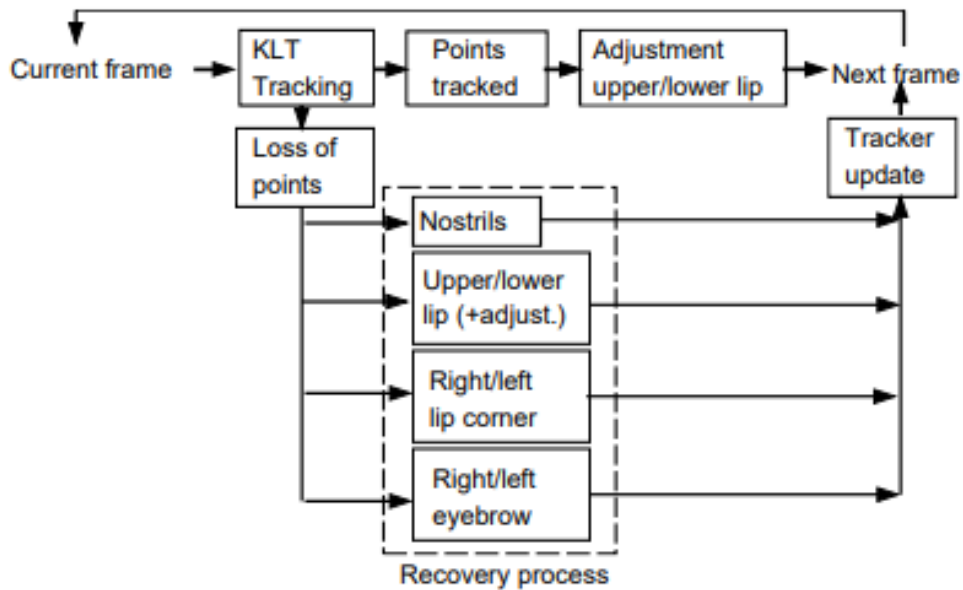 Current frame
KLT
Tracking
Points
tracked
Adjustment
upper/lower lip
Next frame
Loss of
points
Tracker
update
Nostrils
Upper/lower
lip (+adjust.)
Right/left
lip corner
Right/left
eyebrow
Recovery process